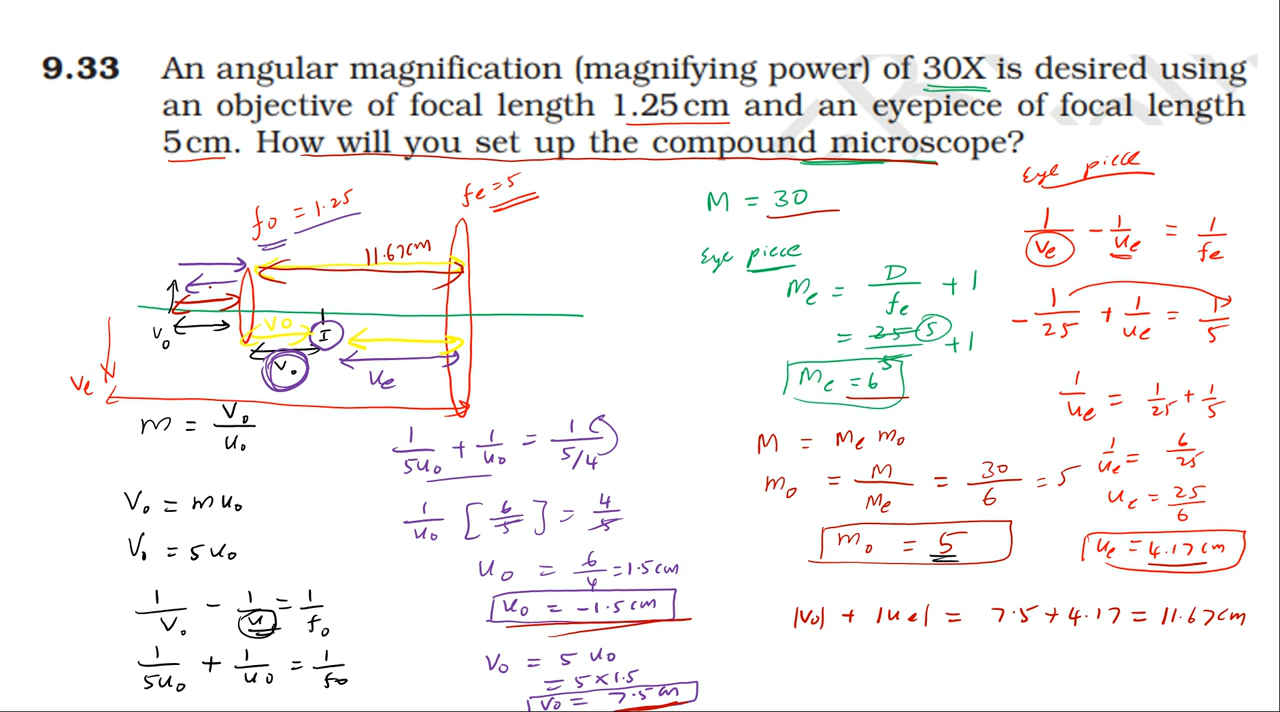 9.33 An angular magnification (magnifying power) of 30X is desired using
an objective of focal length 1.25 cm and an eyepiece of focal length
5 cm. How will you set up the compound microscope?
fo = 1.25
fe = 5
11.67cm
Vo
Vo
I
Vo
ue
Ve
m = Vo/uo
Vo = m uo
Vo = 5uo
1/Vo - 1/u = 1/fo
1/5uo + 1/uo = 1/fo
1/5uo + 1/uo = 1/5/4
1/uo [6/5] = 4/5
uo = 6/4 = 1.5cm
uo = -1.5cm
Vo = 5 uo
= 5 × 1.5
Vo = 7.5cm
M = 30
Eye piece
Me = D/fe + 1
= 25/5 5 + 1
Me = 6
M = Me mo
mo = M/Me = 30/6 = 5
mo = 5
Eye piece
1/Ve - 1/ue = 1/fe
- 1/25 + 1/ue = 1/5
1/ue = 1/25 + 1/5
1/ue = 6/25
ue = 25/6
ue = 4.17cm
|Vo| + |ue| = 7.5 + 4.17 = 11.67cm